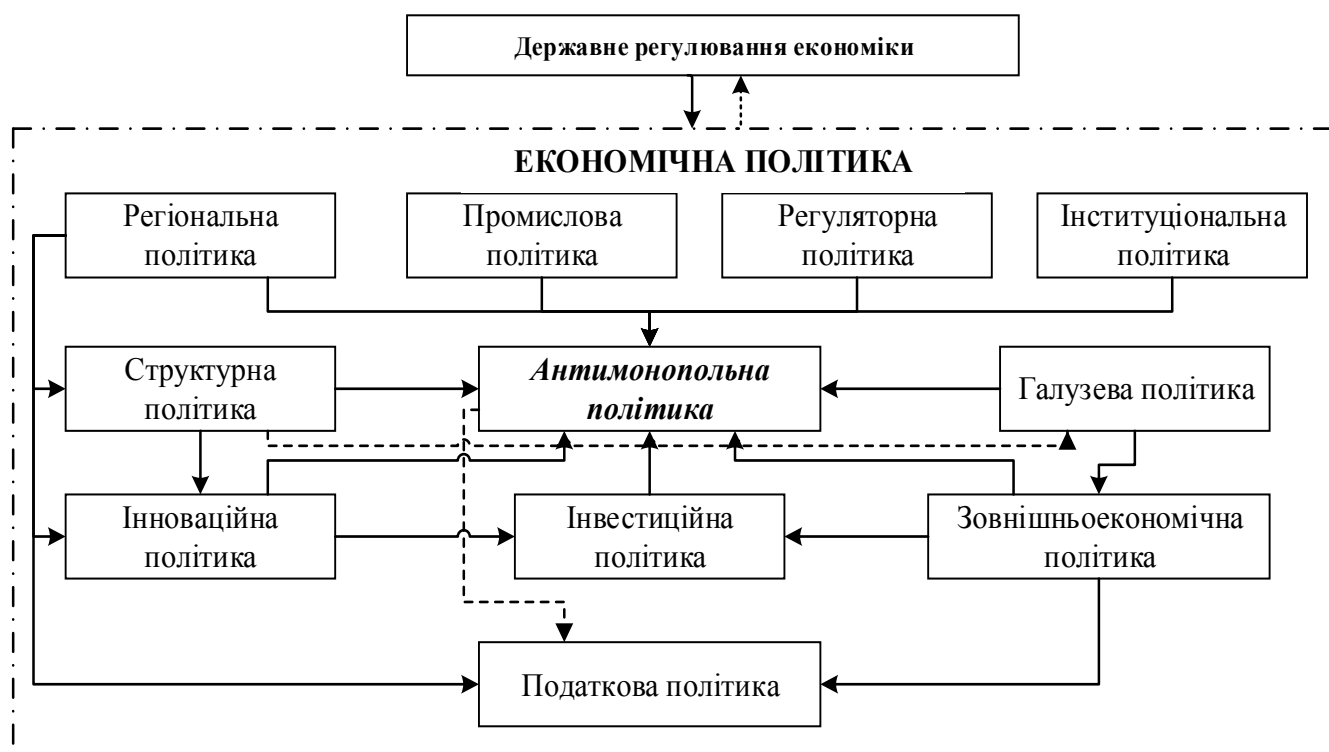 Державне регулювання економіки
ЕКОНОМІЧНА ПОЛІТИКА
Регіональна
політика
Промислова
політика
Регуляторна
політика
Інституціональна
політика
Структурна
політика
Антимонопольна
політика
Галузева політика
Інноваційна
політика
Інвестиційна
політика
Зовнішньоекономічна
політика
Податкова політика